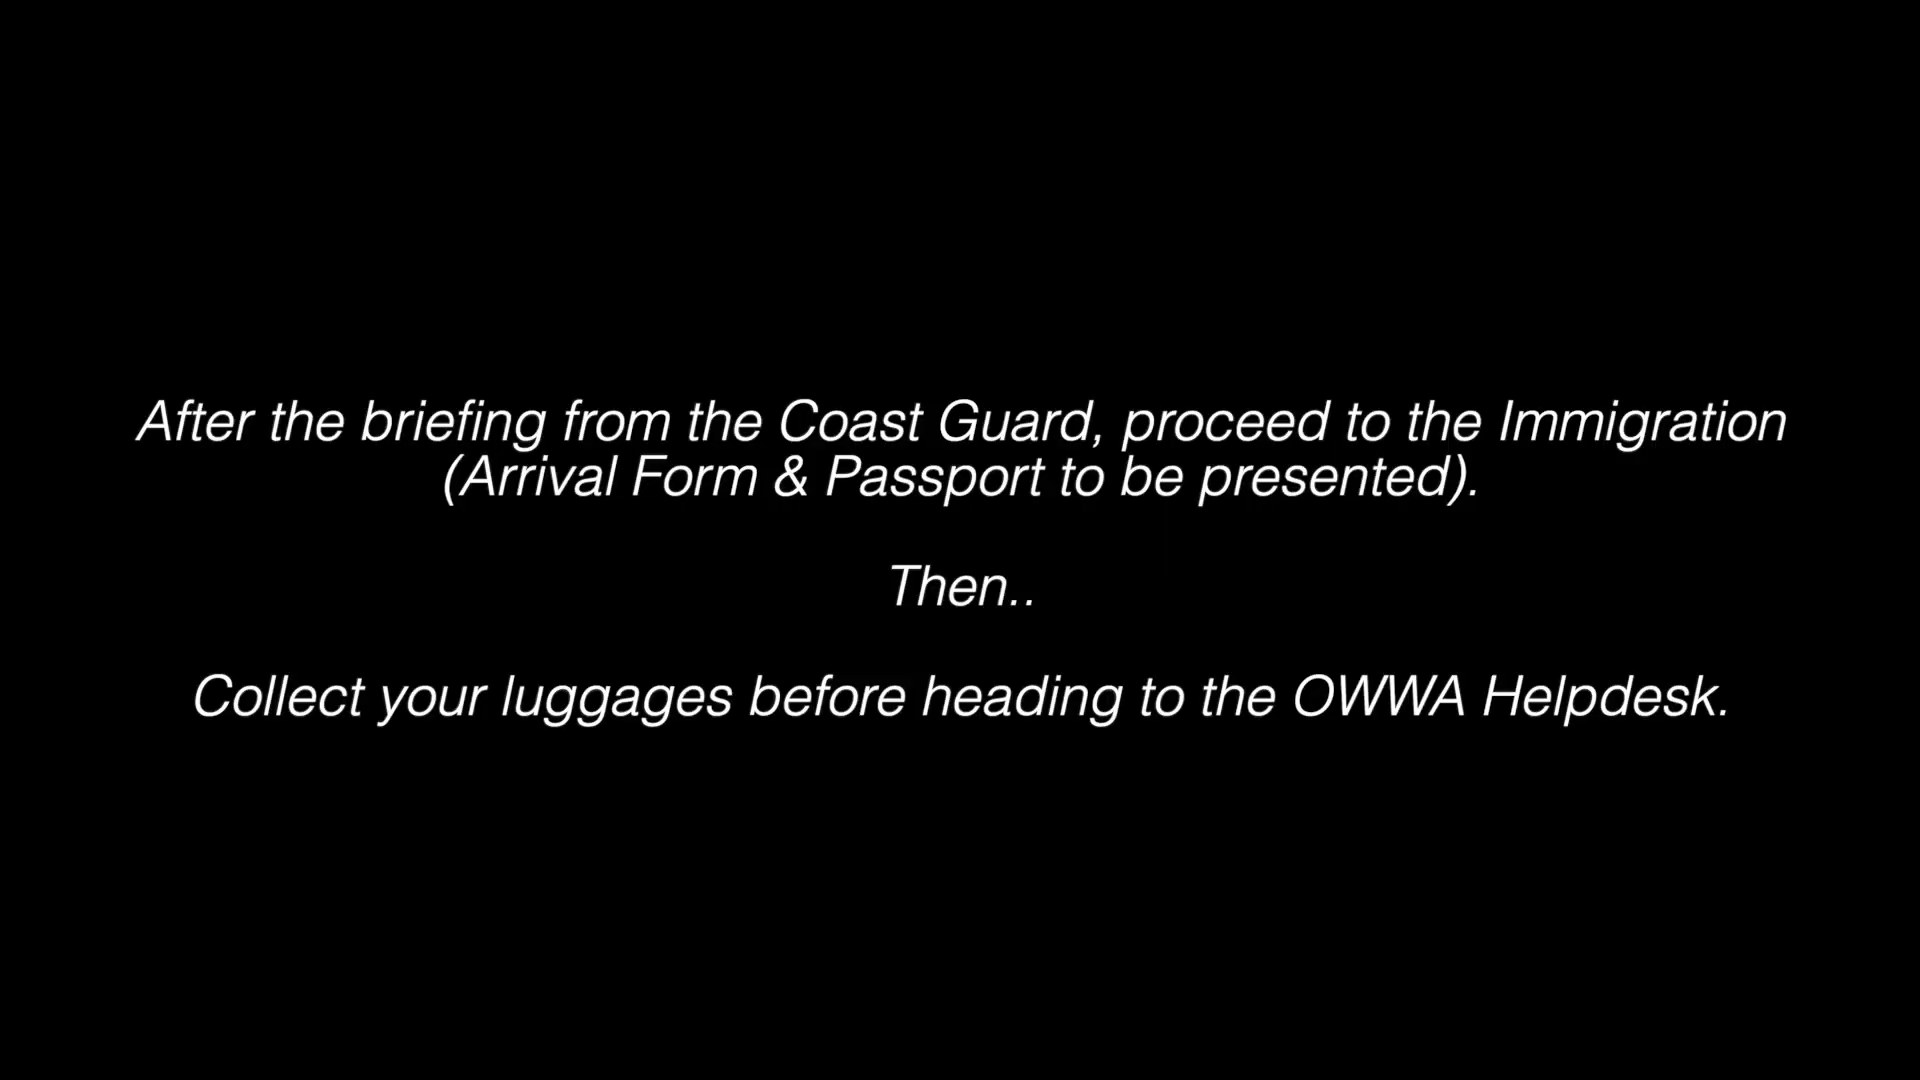 After the briefing from the Coast Guard, proceed to the Immigration
(Arrival Form & Passport to be presented).
Then..
Collect your luggages before heading to the OWWA Helpdesk.